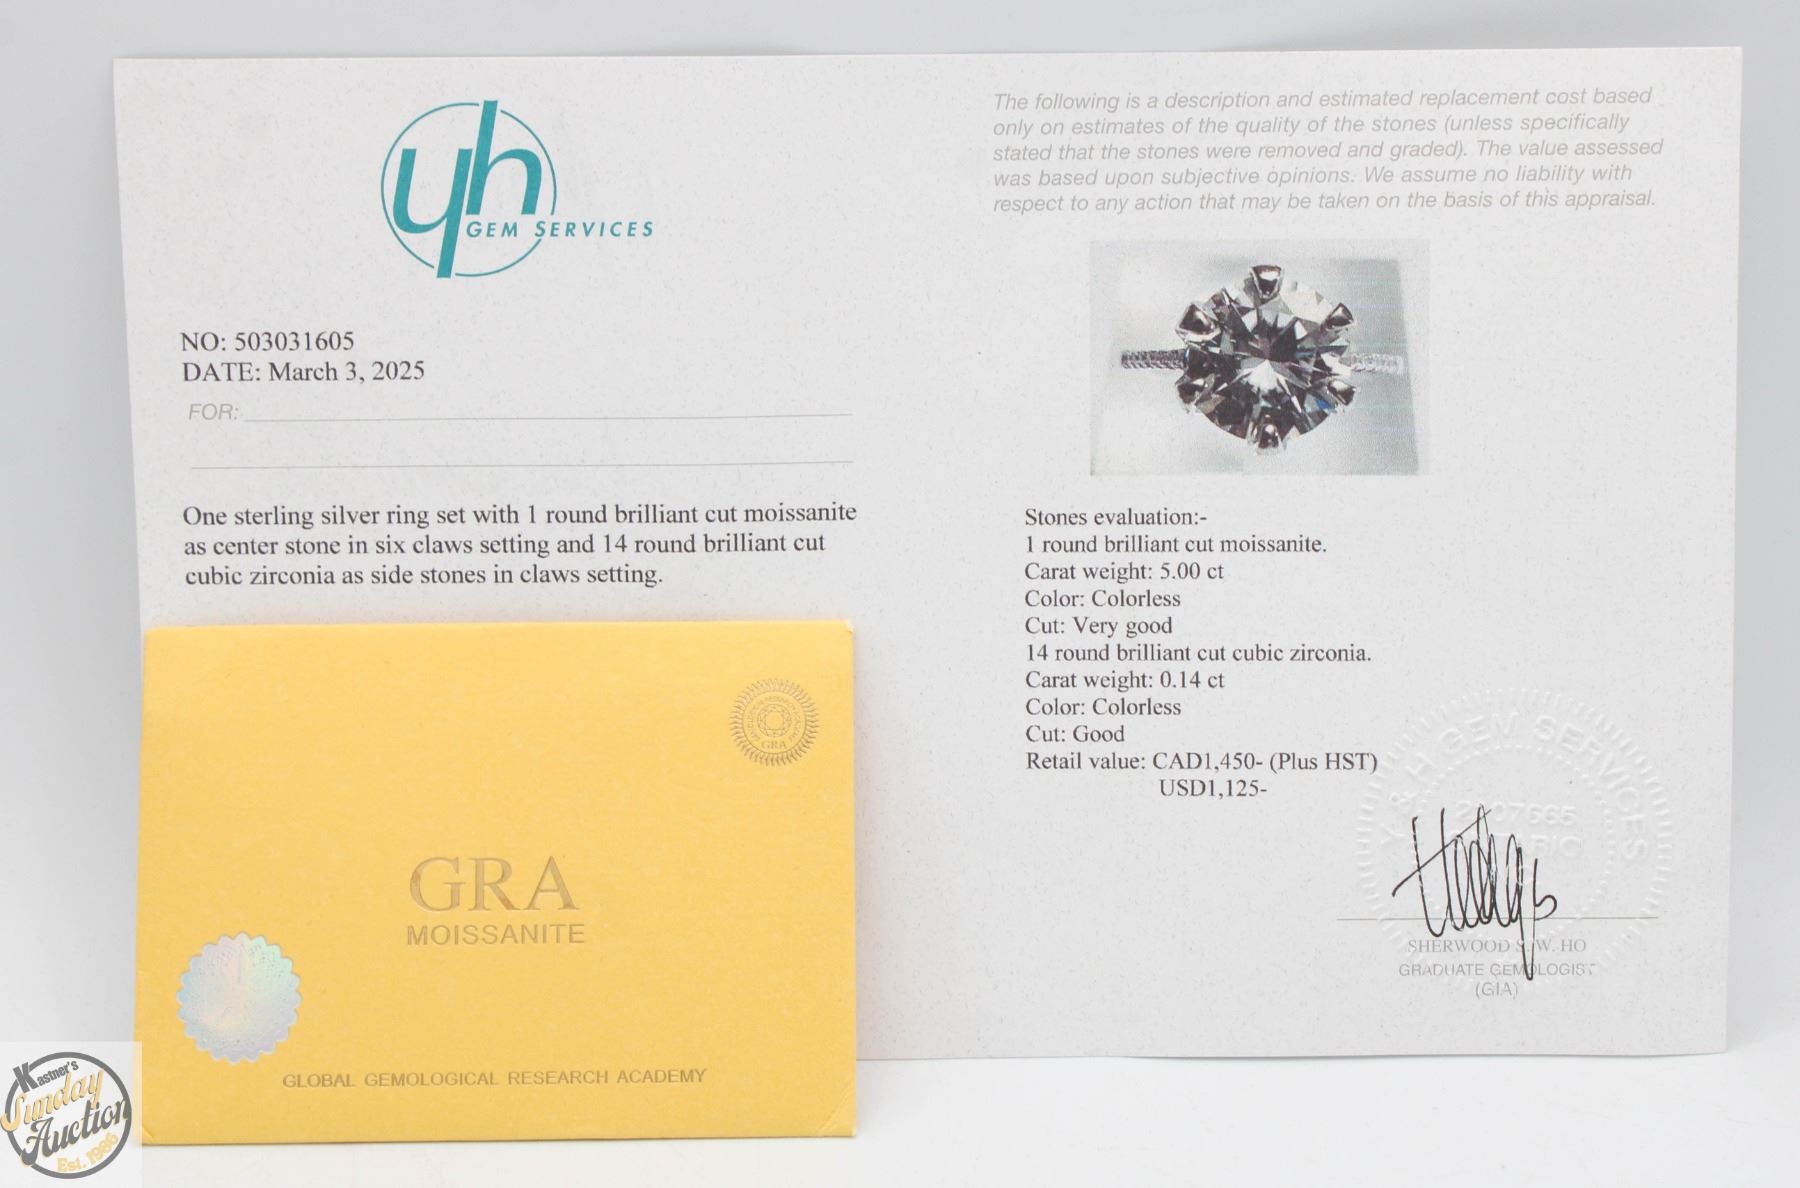 yh
GEM SERVICES
NO: 503031605
DATE: March 3, 2025
FOR:
One sterling silver ring set with 1 round brilliant cut moissanite
as center stone in six claws setting and 14 round brilliant cut
cubic zirconia as side stones in claws setting.
The following is a description and estimated replacement cost based
only on estimates of the quality of the stones (unless specifically
stated that the stones were removed and graded). The value assessed
was based upon subjective opinions. We assume no liability with
respect to any action that may be taken on the basis of this appraisal.
Stones evaluation:-
1 round brilliant cut moissanite.
Carat weight: 5.00 ct
Color: Colorless
Cut: Very good
14 round brilliant cut cubic zirconia.
Carat weight: 0.14 ct
Color: Colorless
Cut: Good
Retail value: CAD1,450- (Plus HST)
USD1,125-
GEM SERVICES
SHERWOOD S. W. HO
GRADUATE GEMOLOGIST
(GIA)
GRA
GRA
MOISSANITE
GLOBAL GEMOLOGICAL RESEARCH ACADEMY
Kastner's
Sunday
Auction
Est. 1986